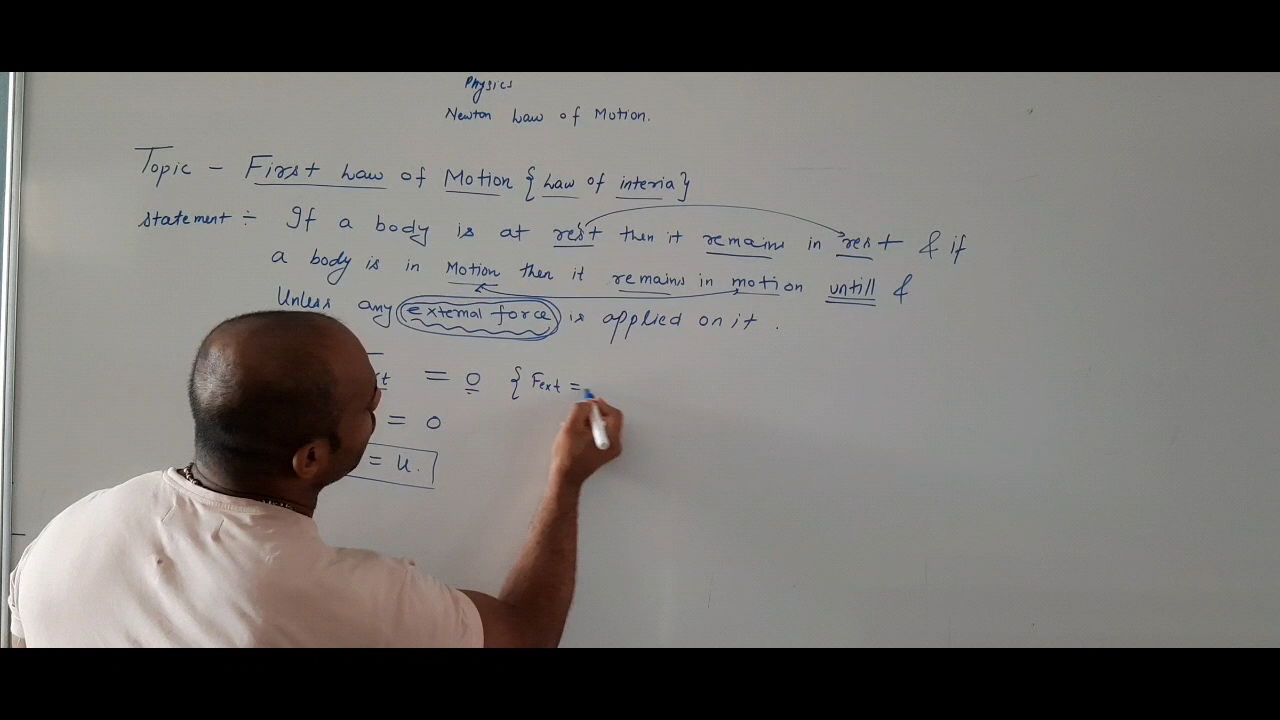 Physics
Newton Law of Motion.
Topic - First Law of Motion {Law of interia}
statement ÷ If a body is at rest then it remains in rest & if
a body is in Motion then it remains in motion untill &
Unless any external force is applied on it.
= 0 { Fext =
= 0
= u.